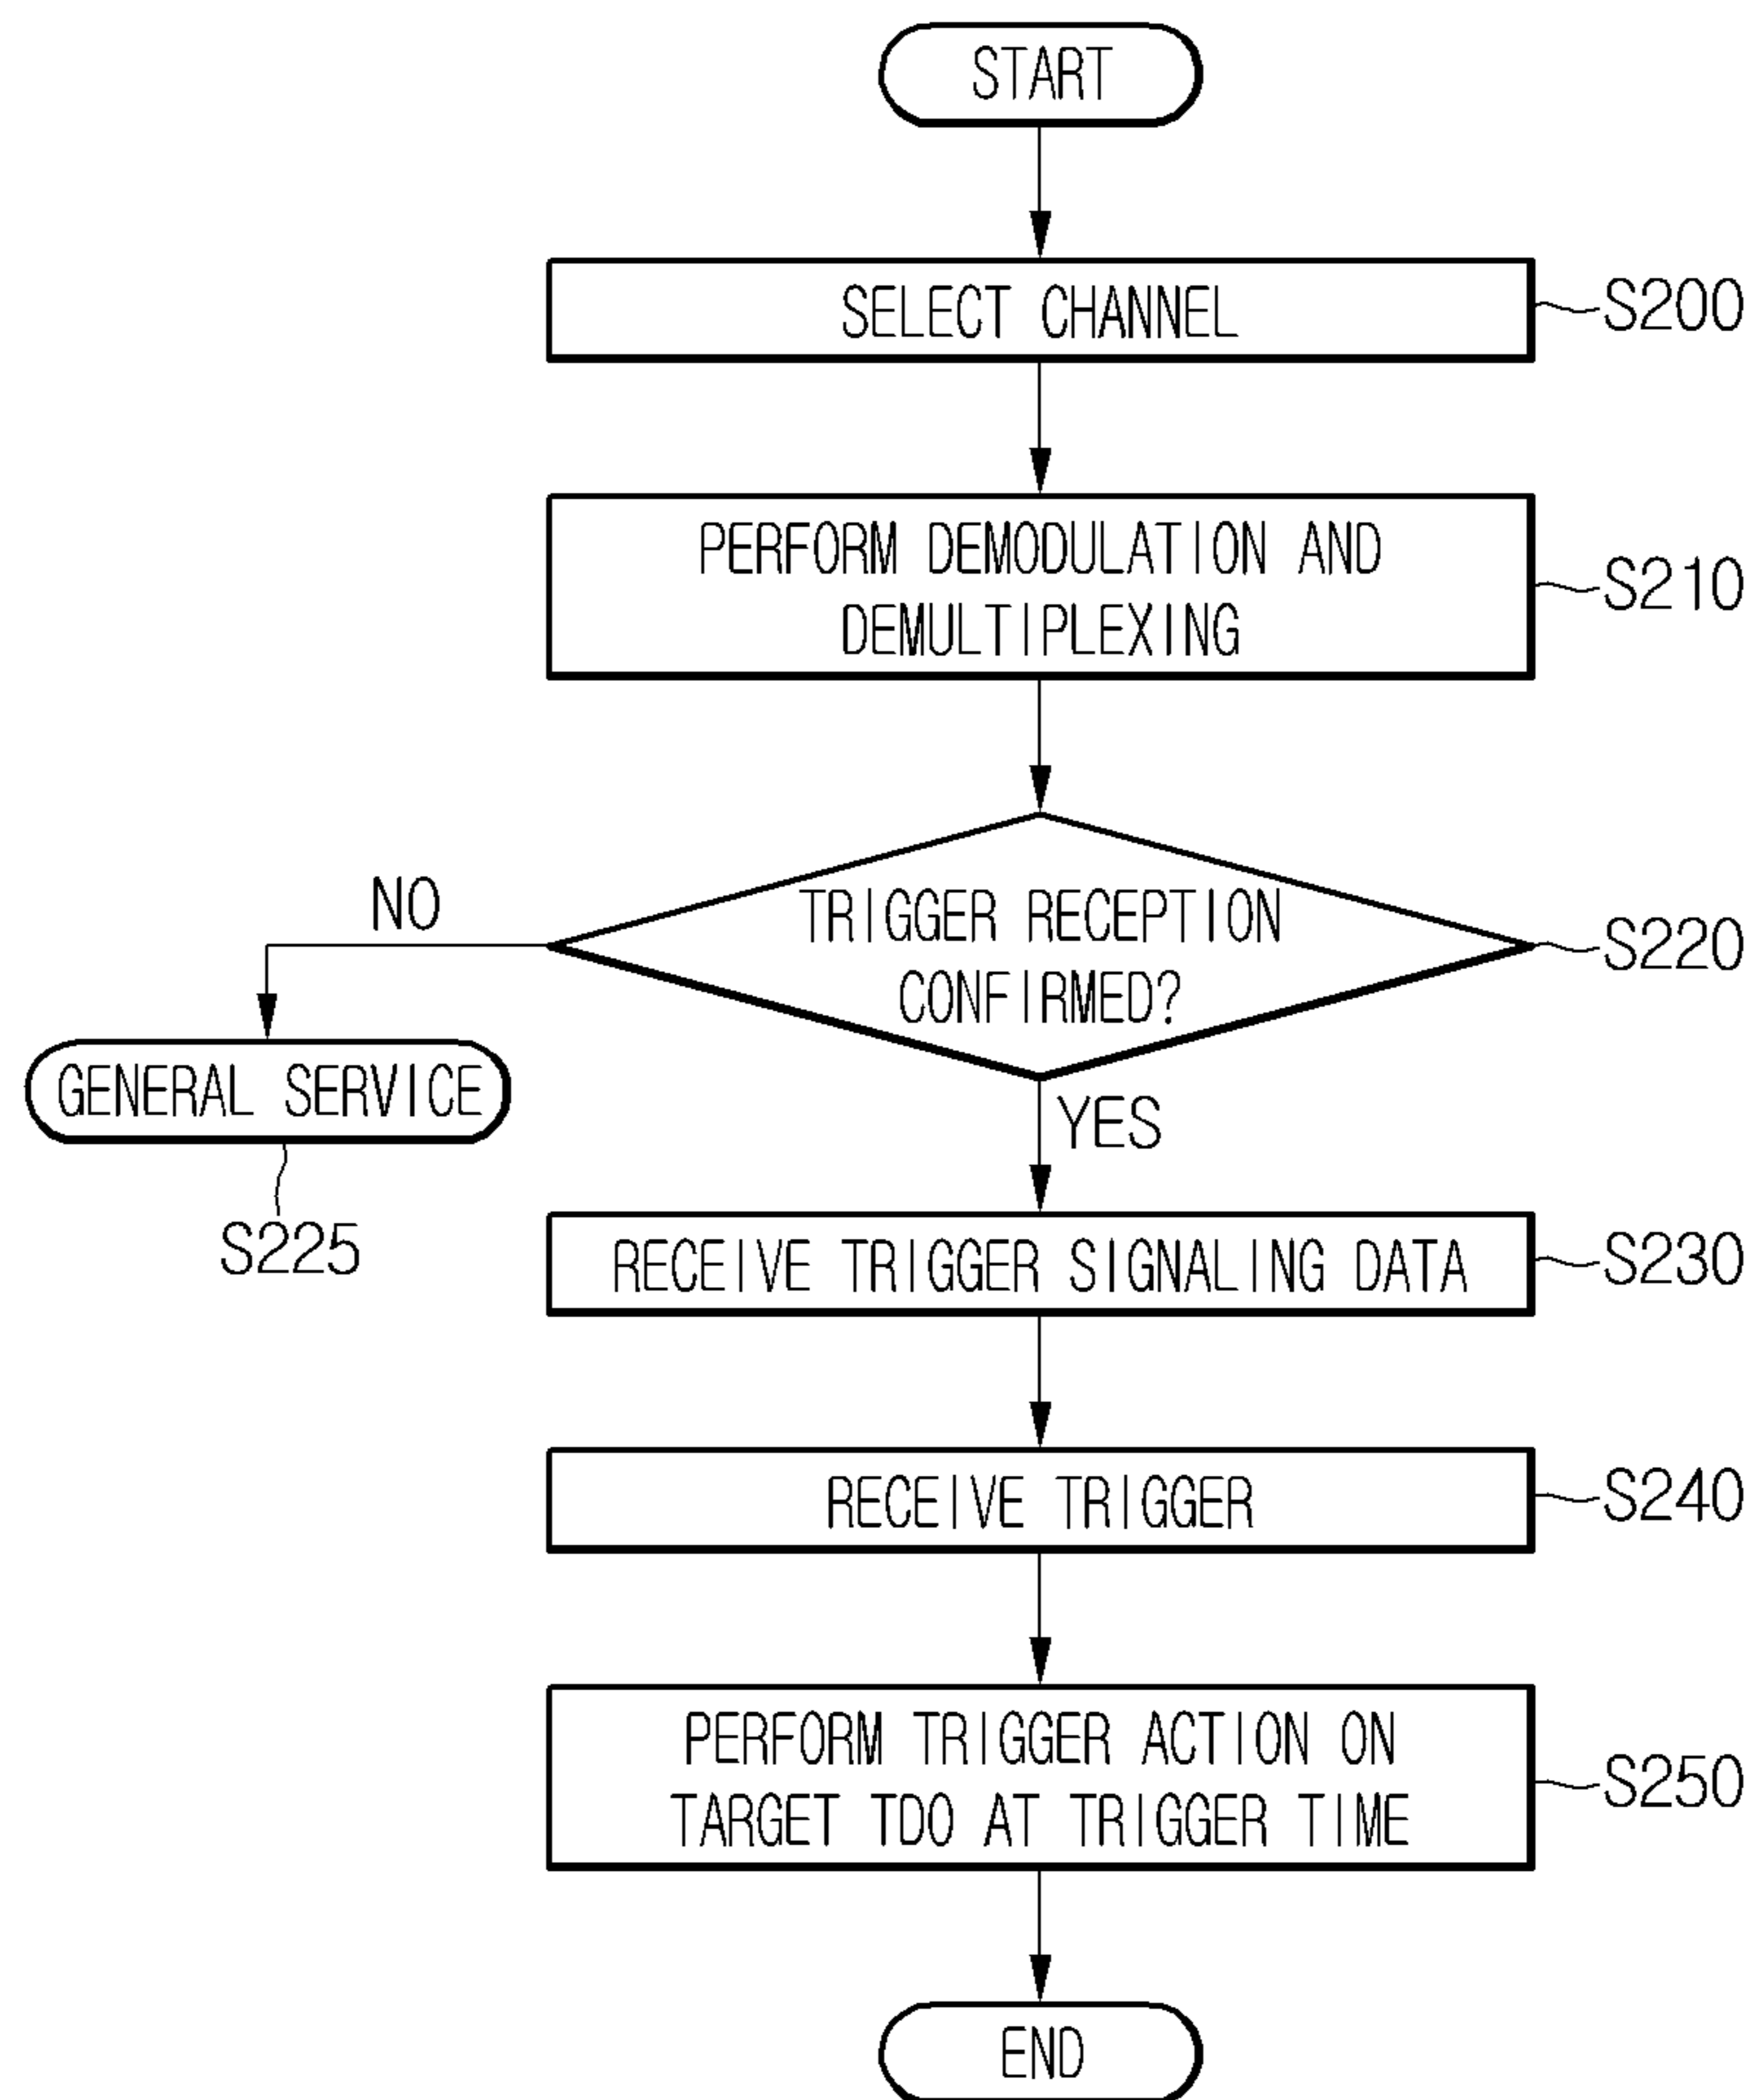 START
SELECT CHANNEL
S200
PERFORM DEMODULATION AND
DEMULTIPLEXING
S210
TRIGGER RECEPTION
CONFIRMED?
S220
NO
GENERAL SERVICE
S225
YES
RECEIVE TRIGGER SIGNALING DATA
S230
RECEIVE TRIGGER
S240
PERFORM TRIGGER ACTION ON
TARGET TDO AT TRIGGER TIME
S250
END